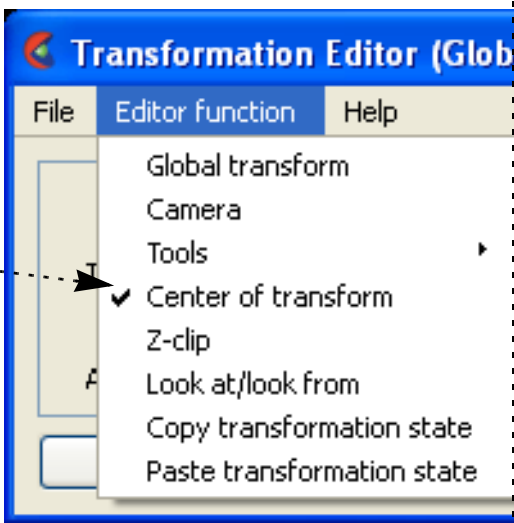 Transformation Editor (Glob
File Editor function Help
Global transform
Camera
Tools
Center of transform
Z-clip
Look at/look from
Copy transformation state
Paste transformation state